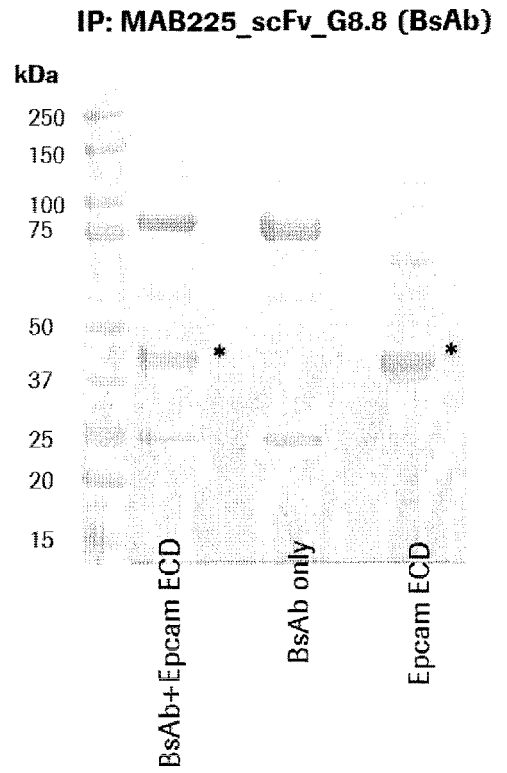 IP: MAB225_scFv_G8.8 (BsAb)
kDa
250
150
100
75
50
*
*
37
25
20
15
BsAb+Epcam ECD
BsAb only
Epcam ECD